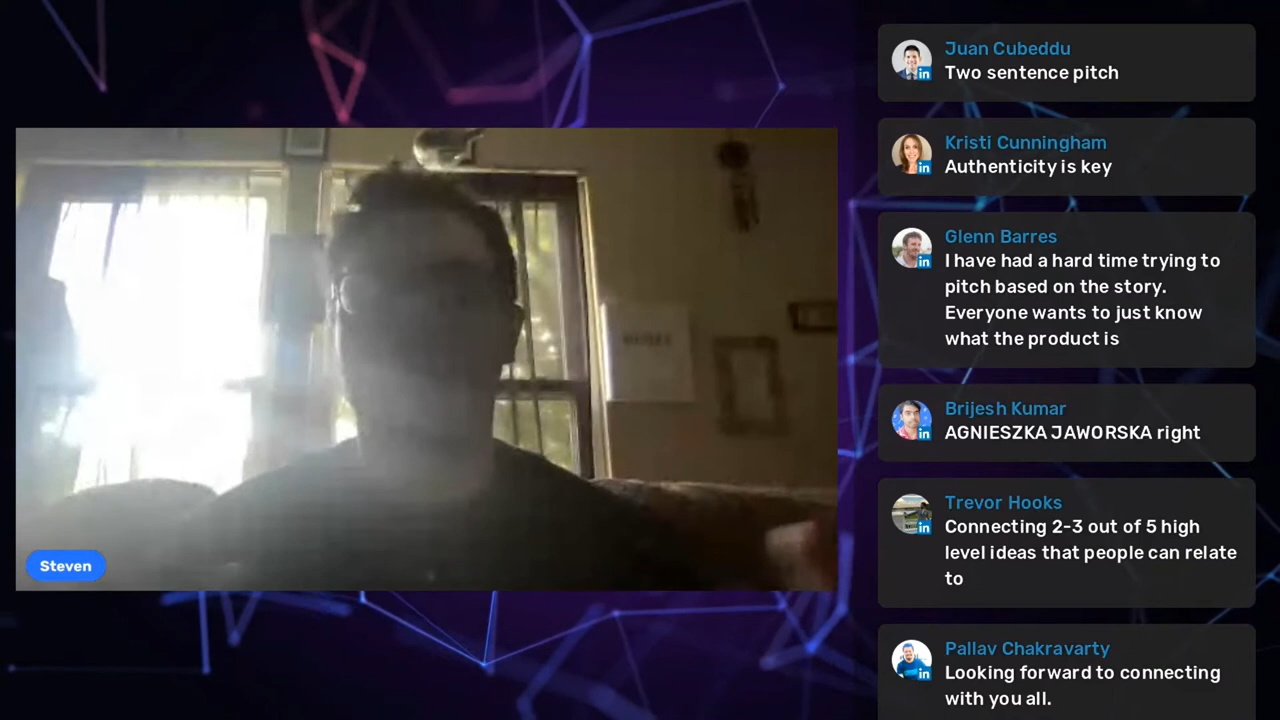 Juan Cubeddu
Two sentence pitch
Kristi Cunningham
Authenticity is key
Glenn Barres
I have had a hard time trying to
pitch based on the story.
Everyone wants to just know
what the product is
Brijesh Kumar
AGNIESZKA JAWORSKA right
Trevor Hooks
Connecting 2-3 out of 5 high
level ideas that people can relate
to
Pallav Chakravarty
Looking forward to connecting
with you all.
Steven